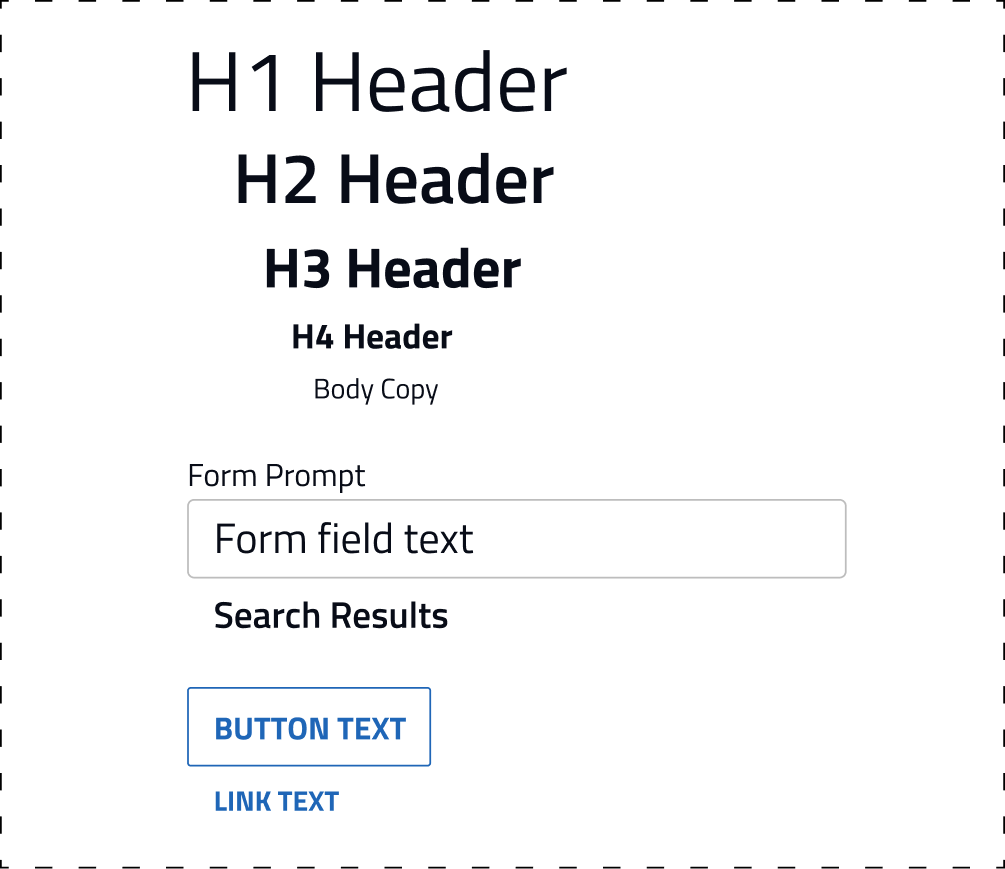 H1 Header
H2 Header
H3 Header
H4 Header
Body Copy
Form Prompt
Form field text
Search Results
BUTTON TEXT
LINK TEXT